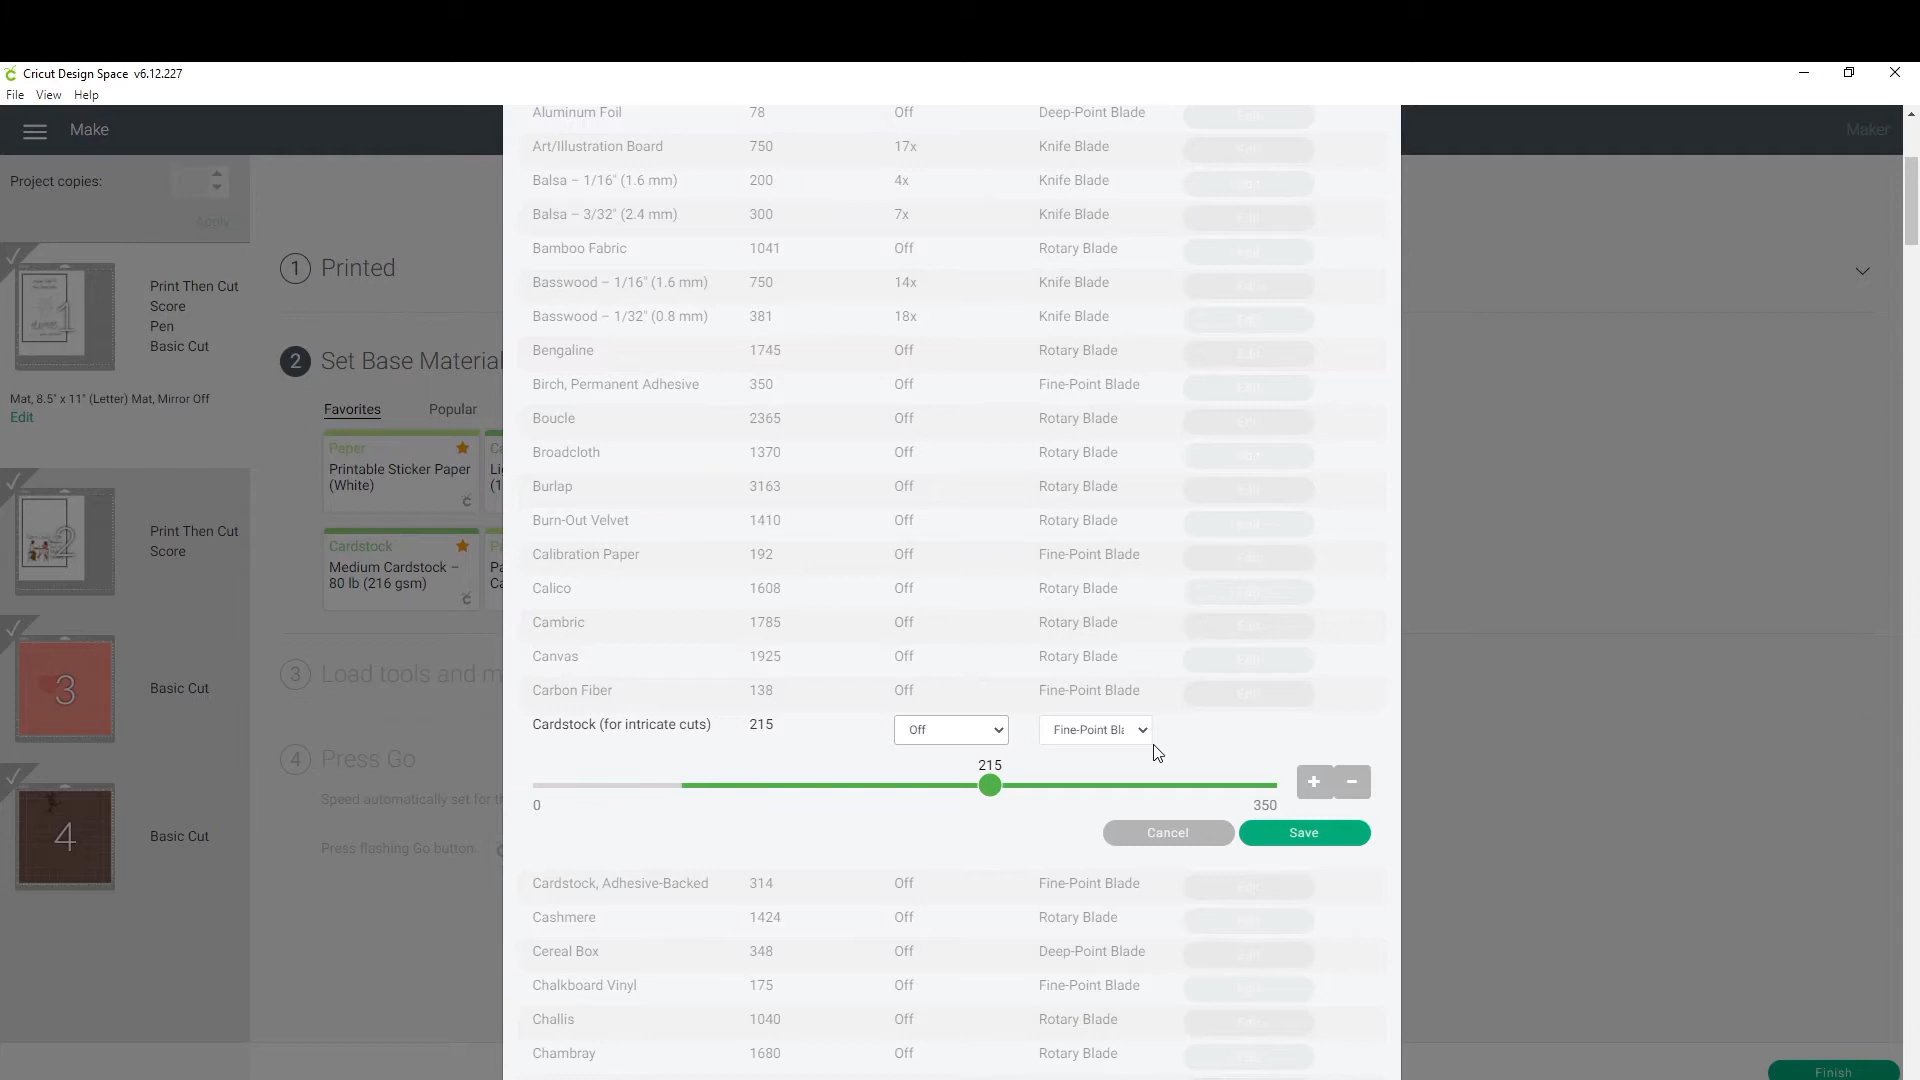 Cricut Design Space v6.12.227
File View Help
Make
Maker
Project copies:
Apply
1
Print Then Cut
Score
Pen
Basic Cut
Mat, 8.5" x 11" (Letter) Mat, Mirror Off
Edit
2
Print Then Cut
Score
3
Basic Cut
4
Basic Cut
1 Printed
2 Set Base Material
Favorites Popular
Paper
Printable Sticker Paper
(White)
Cardstock
Medium Cardstock –
80 lb (216 gsm)
3 Load tools and m
4 Press Go
Speed automatically set for th
Press flashing Go button.
Aluminum Foil 78 Off Deep-Point Blade Edit
Art/Illustration Board 750 17x Knife Blade
Balsa – 1/16" (1.6 mm) 200 4x Knife Blade
Balsa – 3/32" (2.4 mm) 300 7x Knife Blade Edit
Bamboo Fabric 1041 Off Rotary Blade
Basswood – 1/16" (1.6 mm) 750 14x Knife Blade
Basswood – 1/32" (0.8 mm) 381 18x Knife Blade
Bengaline 1745 Off Rotary Blade Edit
Birch, Permanent Adhesive 350 Off Fine-Point Blade
Boucle 2365 Off Rotary Blade
Broadcloth 1370 Off Rotary Blade
Burlap 3163 Off Rotary Blade Edit
Burn-Out Velvet 1410 Off Rotary Blade
Calibration Paper 192 Off Fine-Point Blade
Calico 1608 Off Rotary Blade
Cambric 1785 Off Rotary Blade Edit
Canvas 1925 Off Rotary Blade Edit
Carbon Fiber 138 Off Fine-Point Blade
Cardstock (for intricate cuts) 215 Off Fine-Point Bla
215
+ −
0 350
Cancel Save
Cardstock, Adhesive-Backed 314 Off Fine-Point Blade
Cashmere 1424 Off Rotary Blade
Cereal Box 348 Off Deep-Point Blade Edit
Chalkboard Vinyl 175 Off Fine-Point Blade
Challis 1040 Off Rotary Blade
Chambray 1680 Off Rotary Blade
Finish